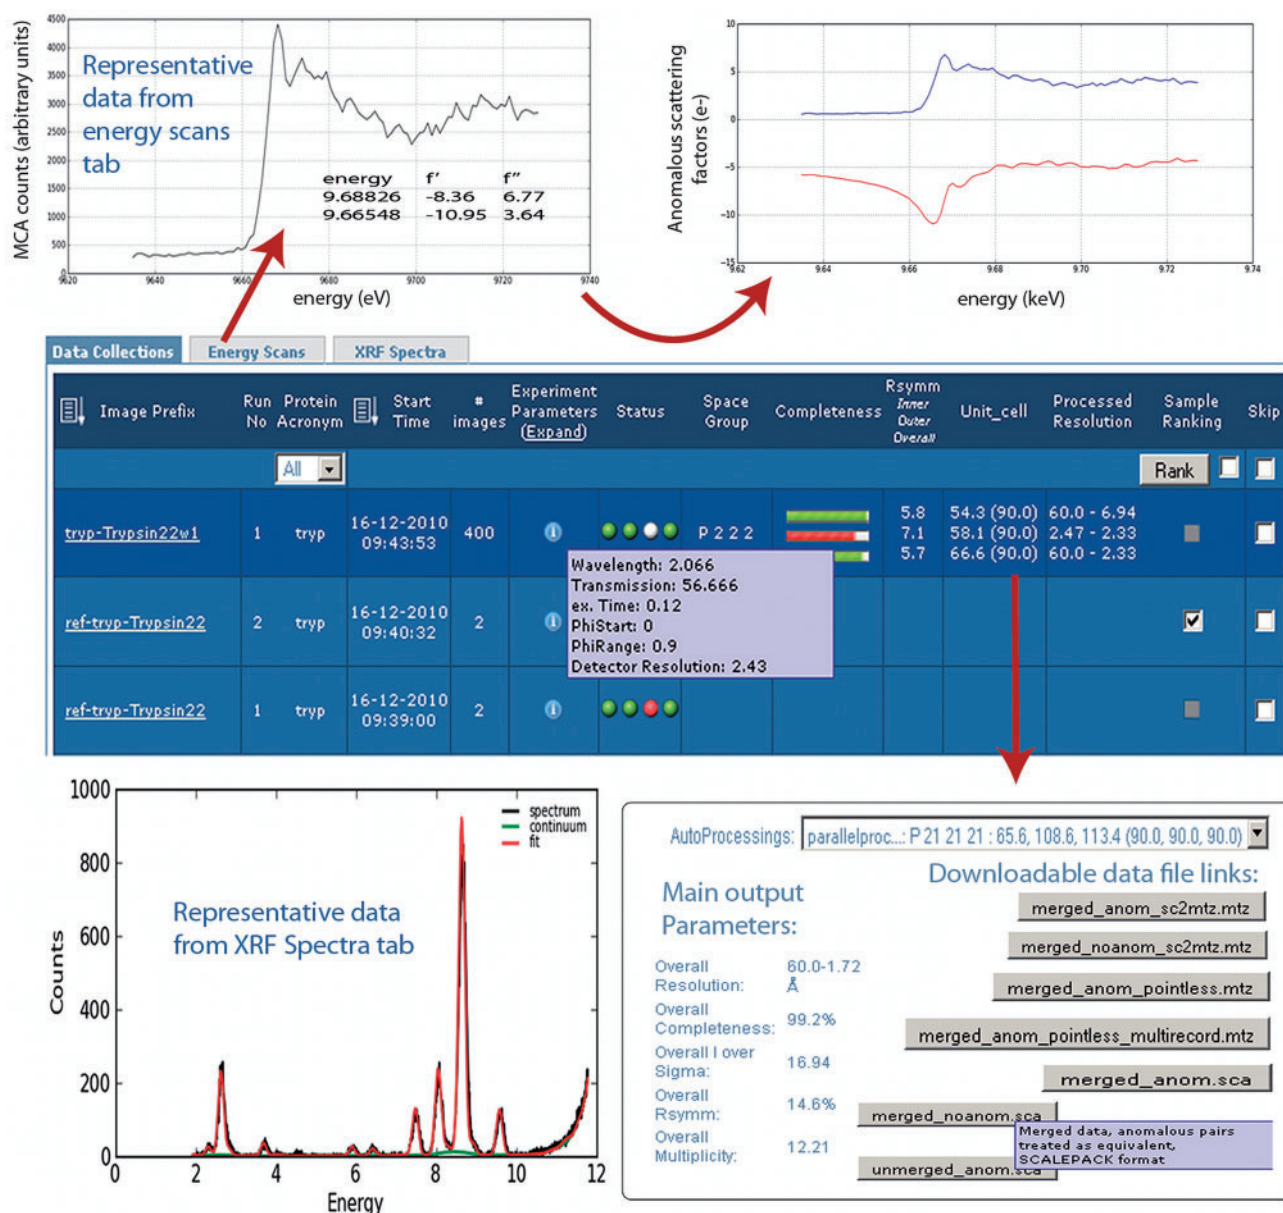 4500
4000
3500
3000
2500
2000
1500
1000
500
0
MCA counts (arbitrary units)
Representative
data from
energy scans
tab
energy f' f"
9.68826 -8.36 6.77
9.66548 -10.95 3.64
9620 9640 9660 9680 9700 9720 9740
energy (eV)
Anomalous scattering
factors (e-)
10
5
0
−5
−10
−15
9.62 9.64 9.66 9.68 9.70 9.72 9.74
energy (keV)
Data Collections Energy Scans XRF Spectra
Image Prefix Run No Protein Acronym Start Time # images Experiment Parameters (Expand) Status Space Group Completeness Rsymm Inner Outer Overall Unit_cell Processed Resolution Sample Ranking Skip
All Rank
tryp-Trypsin22w1 1 tryp 16-12-2010 09:43:53 400 P 2 2 2
5.8 54.3 (90.0) 60.0 - 6.94
7.1 58.1 (90.0) 2.47 - 2.33
5.7 66.6 (90.0) 60.0 - 2.33
Wavelength: 2.066
Transmission: 56.666
ex. Time: 0.12
PhiStart: 0
PhiRange: 0.9
Detector Resolution: 2.43
ref-tryp-Trypsin22 2 tryp 16-12-2010 09:40:32 2
ref-tryp-Trypsin22 1 tryp 16-12-2010 09:39:00 2
1000
800
600
400
200
0
Counts
spectrum
continuum
fit
Representative data
from XRF Spectra tab
0 2 4 6 8 10 12
Energy
AutoProcessings: parallelproc...: P 21 21 21 : 65.6, 108.6, 113.4 (90.0, 90.0, 90.0)
Main output
Parameters:
Overall Resolution: 60.0-1.72 Å
Overall Completeness: 99.2%
Overall I over Sigma: 16.94
Overall Rsymm: 14.6%
Overall Multiplicity: 12.21
Downloadable data file links:
merged_anom_sc2mtz.mtz
merged_noanom_sc2mtz.mtz
merged_anom_pointless.mtz
merged_anom_pointless_multirecord.mtz
merged_anom.sca
merged_noanom.sca
unmerged_anom.sca
Merged data, anomalous pairs
treated as equivalent,
SCALEPACK format